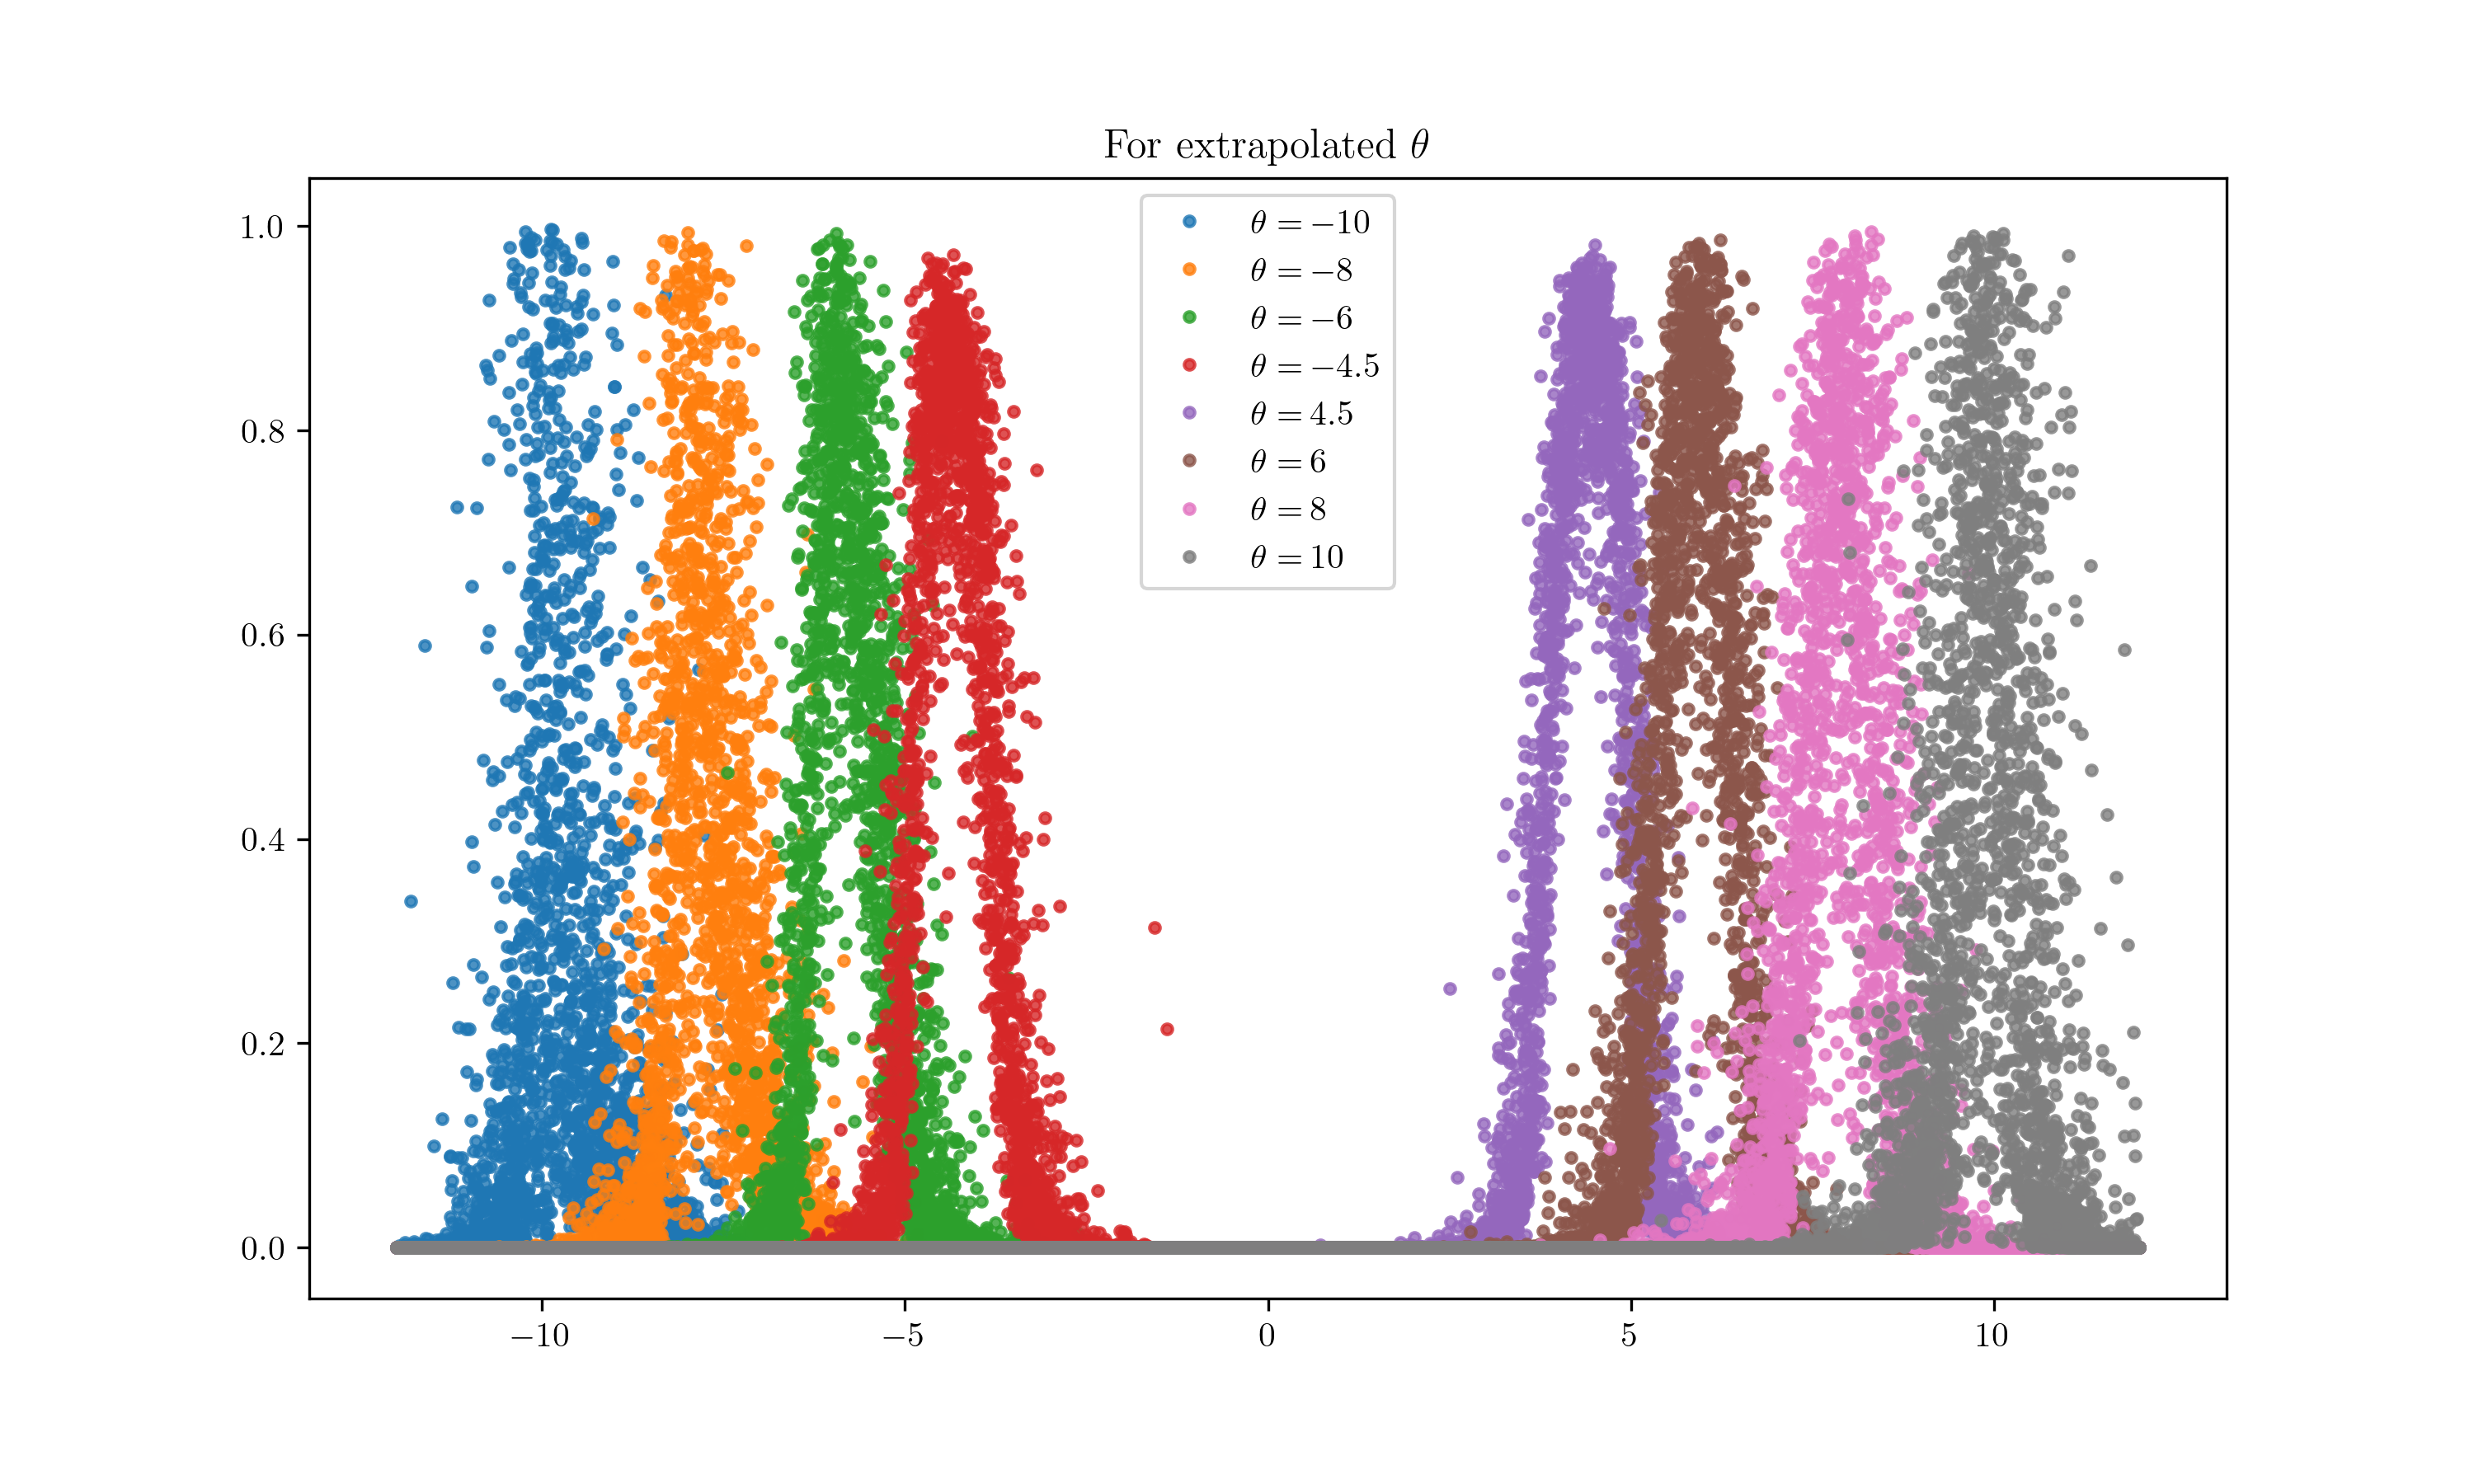 For extrapolated θ
1.0
0.8
0.6
0.4
0.2
0.0
θ = −10
θ = −8
θ = −6
θ = −4.5
θ = 4.5
θ = 6
θ = 8
θ = 10
−10 −5 0 5 10